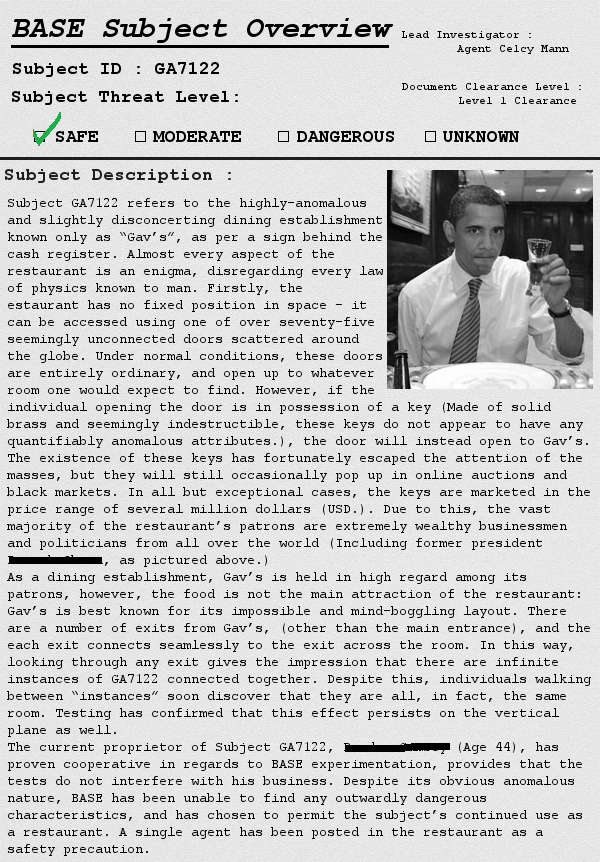 BASE Subject Overview
Lead Investigator :
Agent Celcy Mann
Subject ID : GA7122
Subject Threat Level:
Document Clearance Level :
Level 1 Clearance
SAFE MODERATE DANGEROUS UNKNOWN
Subject Description :
Subject GA7122 refers to the highly-anomalous
and slightly disconcerting dining establishment
known only as “Gav’s”, as per a sign behind the
cash register. Almost every aspect of the
restaurant is an enigma, disregarding every law
of physics known to man. Firstly, the
estaurant has no fixed position in space – it
can be accessed using one of over seventy-five
seemingly unconnected doors scattered around
the globe. Under normal conditions, these doors
are entirely ordinary, and open up to whatever
room one would expect to find. However, if the
individual opening the door is in possession of a key (Made of solid
brass and seemingly indestructible, these keys do not appear to have any
quantifiably anomalous attributes.), the door will instead open to Gav’s.
The existence of these keys has fortunately escaped the attention of the
masses, but they will still occasionally pop up in online auctions and
black markets. In all but exceptional cases, the keys are marketed in the
price range of several million dollars (USD.). Due to this, the vast
majority of the restaurant’s patrons are extremely wealthy businessmen
and politicians from all over the world (Including former president
, as pictured above.)
As a dining establishment, Gav’s is held in high regard among its
patrons, however, the food is not the main attraction of the restaurant:
Gav’s is best known for its impossible and mind-boggling layout. There
are a number of exits from Gav’s, (other than the main entrance), and the
each exit connects seamlessly to the exit across the room. In this way,
looking through any exit gives the impression that there are infinite
instances of GA7122 connected together. Despite this, individuals walking
between “instances” soon discover that they are all, in fact, the same
room. Testing has confirmed that this effect persists on the vertical
plane as well.
The current proprietor of Subject GA7122, (Age 44), has
proven cooperative in regards to BASE experimentation, provides that the
tests do not interfere with his business. Despite its obvious anomalous
nature, BASE has been unable to find any outwardly dangerous
characteristics, and has chosen to permit the subject’s continued use as
a restaurant. A single agent has been posted in the restaurant as a
safety precaution.